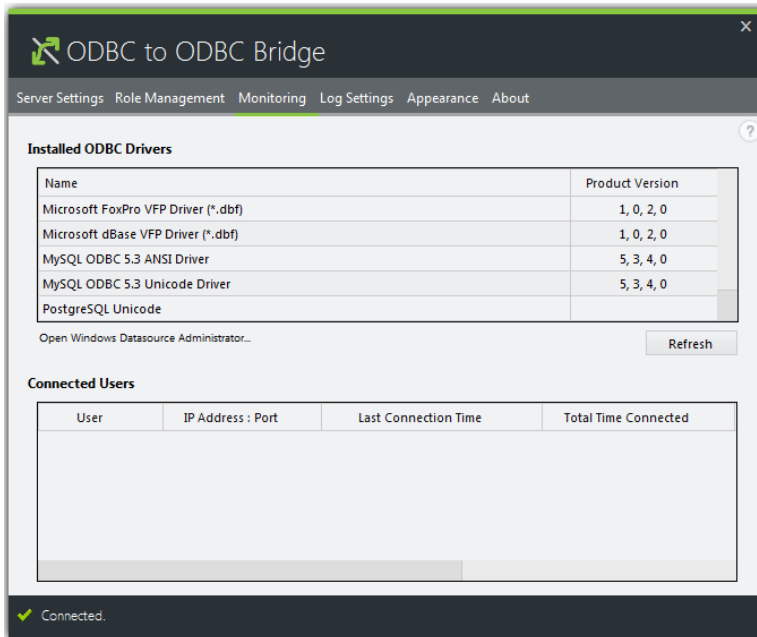 ODBC to ODBC Bridge
Server Settings Role Management Monitoring Log Settings Appearance About
?
Installed ODBC Drivers
Name Product Version
Microsoft FoxPro VFP Driver (*.dbf) 1, 0, 2, 0
Microsoft dBase VFP Driver (*.dbf) 1, 0, 2, 0
MySQL ODBC 5.3 ANSI Driver 5, 3, 4, 0
MySQL ODBC 5.3 Unicode Driver 5, 3, 4, 0
PostgreSQL Unicode
Open Windows Datasource Administrator...
Refresh
Connected Users
User IP Address : Port Last Connection Time Total Time Connected
Connected.